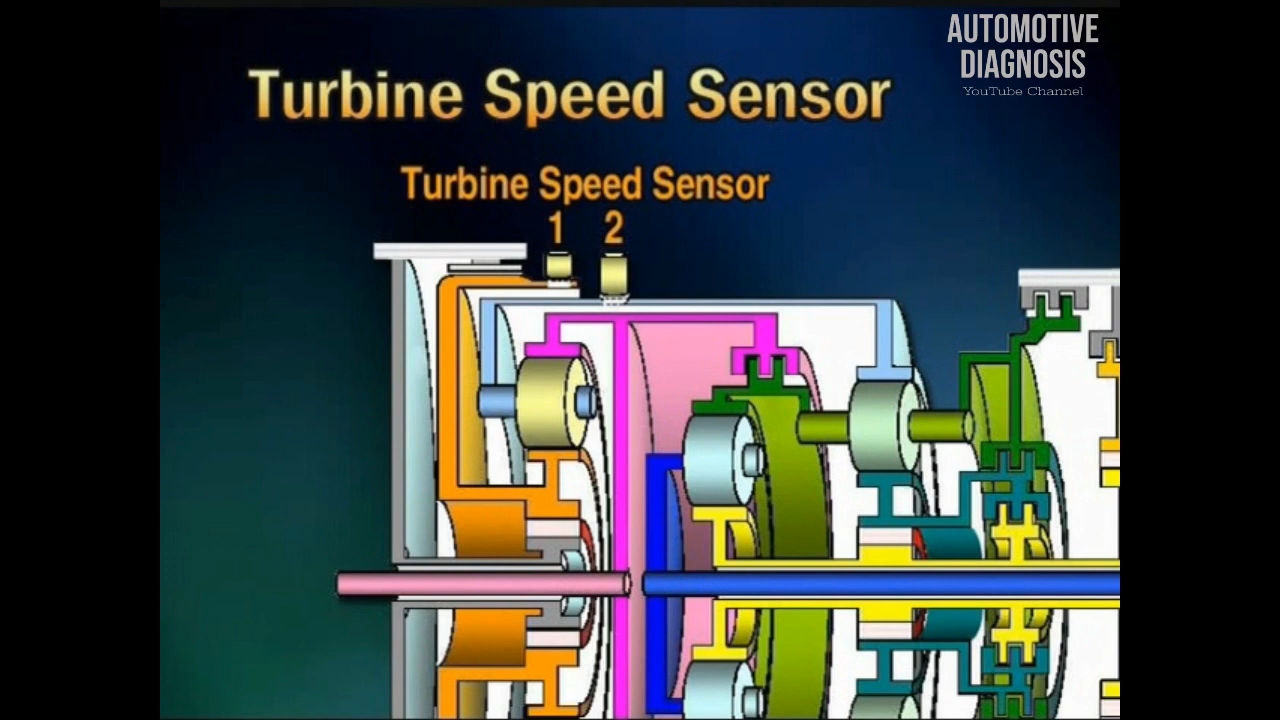 AUTOMOTIVE
DIAGNOSIS
YouTube Channel
Turbine Speed Sensor
Turbine Speed Sensor
1 2